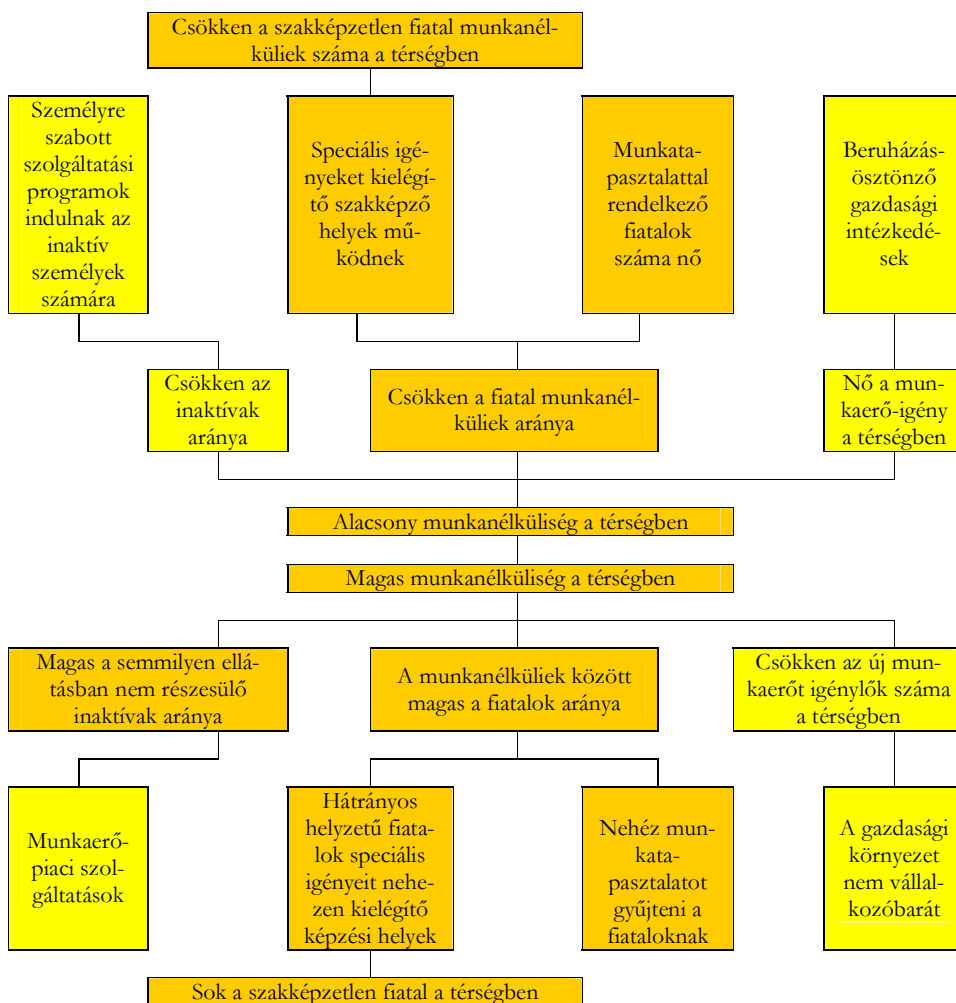 Csökken a szakképzetlen fiatal munkanél-
küliek száma a térségben
Személyre
szabott
szolgáltatási
programok
indulnak az
inaktív
személyek
számára
Speciális igé-
nyeket kielégí-
tő szakképző
helyek mű-
ködnek
Munkata-
pasztalattal
rendelkező
fiatalok
száma nő
Beruházás-
ösztönző
gazdasági
intézkedé-
sek
Csökken az
inaktívak
aránya
Csökken a fiatal munkanél-
küliek aránya
Nő a mun-
kaerő-igény
a térségben
Alacsony munkanélküliség a térségben
Magas munkanélküliség a térségben
Magas a semmilyen ellá-
tásban nem részesülő
inaktívak aránya
A munkanélküliek között
magas a fiatalok aránya
Csökken az új mun-
kaerőt igénylők száma
a térségben
Munkaerő-
piaci szol-
gáltatások
Hátrányos
helyzetű fiata-
lok speciális
igényeit nehe-
zen kielégítő
képzési helyek
Nehéz mun-
kata-
pasztalatot
gyűjteni a
fiataloknak
A gazdasági
környezet
nem vállal-
kozóbarát
Sok a szakképzetlen fiatal a térségben